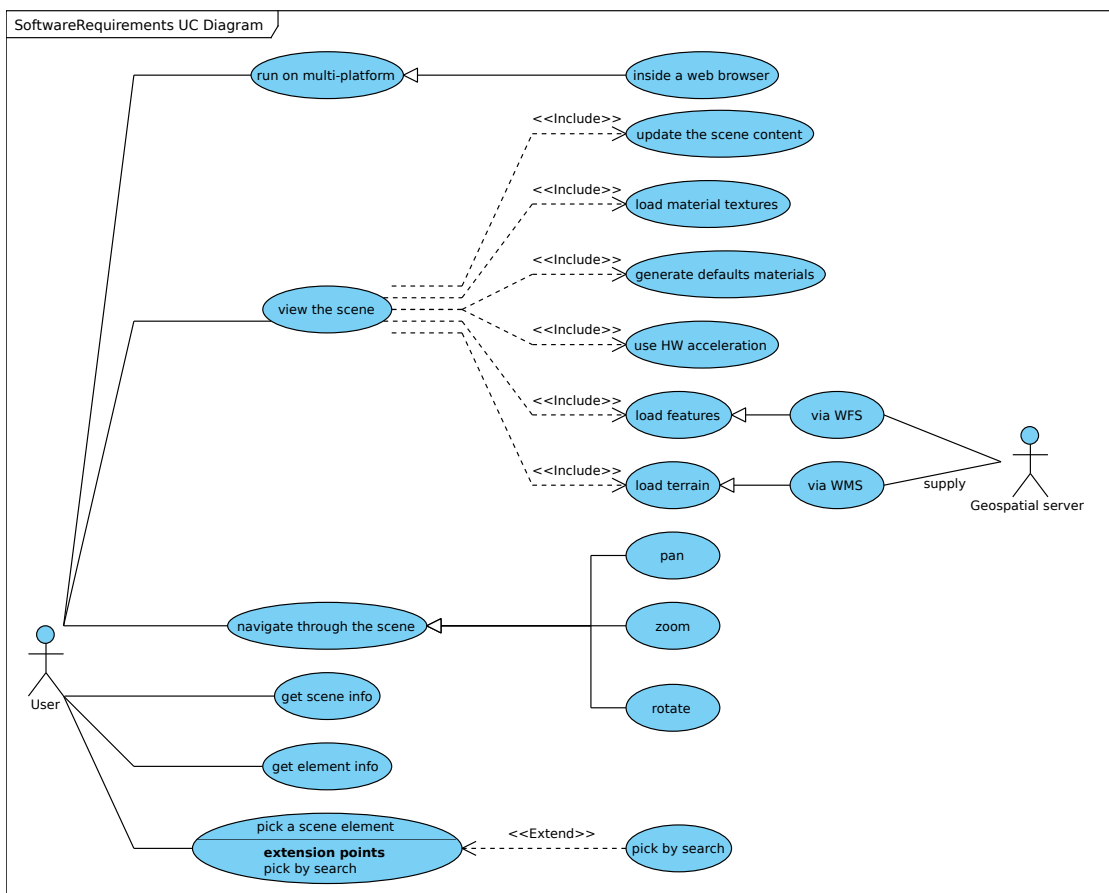 SoftwareRequirements UC Diagram
run on multi-platform
inside a web browser
<<Include>>
update the scene content
<<Include>>
load material textures
<<Include>>
generate defaults materials
view the scene
<<Include>>
use HW acceleration
<<Include>>
load features
via WFS
<<Include>>
load terrain
via WMS
supply
Geospatial server
pan
navigate through the scene
zoom
User
get scene info
rotate
get element info
pick a scene element
<<Extend>>
extension points
pick by search
pick by search